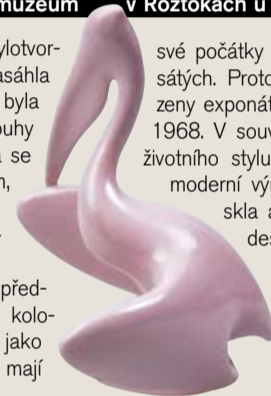 muzeum v Roztokách u
ylotvor-
asáhla
byla
ouhy
se
před-
kolo-
jako
mají
své počátky
sátých. Proto
zeny exponát
1968. V souv
životního stylu
moderní vý
skla a
des